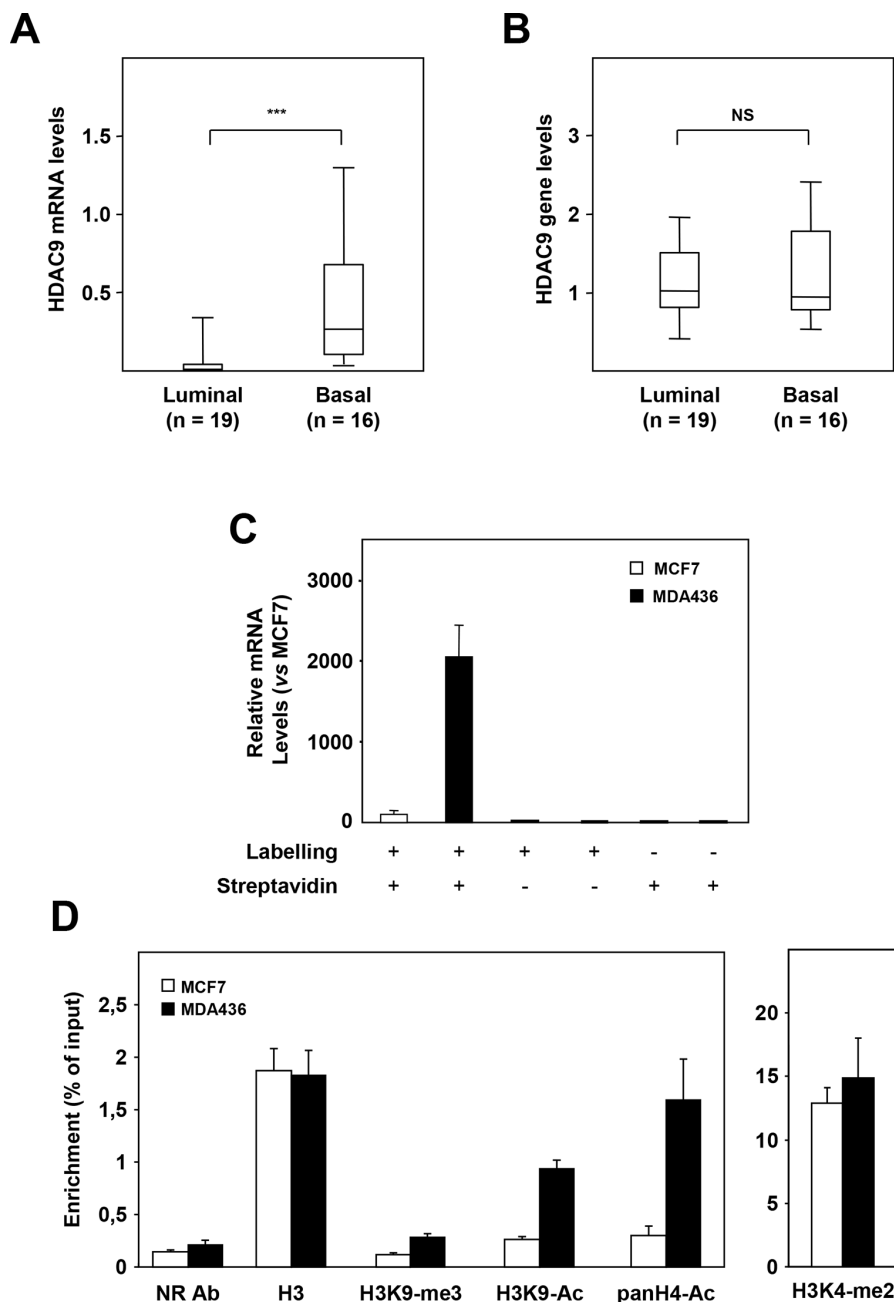 A
HDAC9 mRNA levels
1.5
1.0
0.5
***
Luminal
(n = 19)
Basal
(n = 16)
B
HDAC9 gene levels
3
2
1
NS
Luminal
(n = 19)
Basal
(n = 16)
C
Relative mRNA
Levels (vs MCF7)
3000
2000
1000
0
MCF7
MDA436
Labelling + + + + - -
Streptavidin + + - - + +
D
Enrichment (% of input)
2,5
2
1,5
1
0,5
0
MCF7
MDA436
NR Ab H3 H3K9-me3 H3K9-Ac panH4-Ac
20
15
10
5
0
H3K4-me2